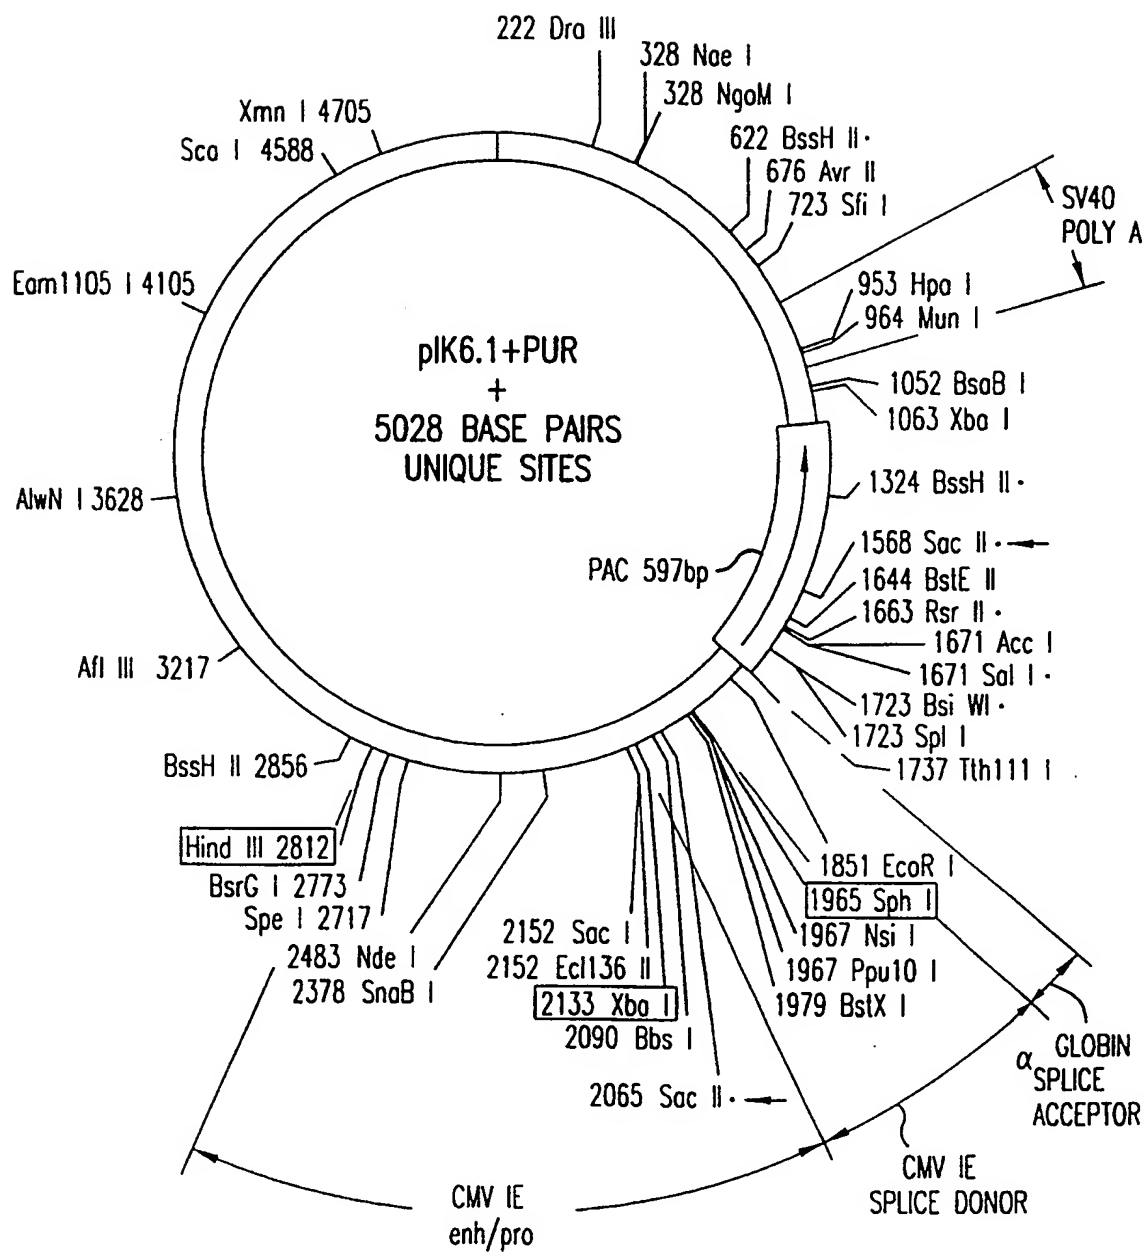 222 Dra III
328 Nae I
328 NgoM I
622 BssH II·
676 Avr II
723 Sfi I
SV40
POLY A
953 Hpa I
964 Mun I
1052 BsaB I
1063 Xba I
1324 BssH II·
1568 Sac II·
1644 BstE II
1663 Rsr II·
1671 Acc I
1671 Sal I·
1723 Bsi WI·
1723 Spl I
1737 Tth111 I
1851 EcoR I
1965 Sph I
1967 Nsi I
1967 Ppu10 I
1979 BstX I
α GLOBIN
SPLICE
ACCEPTOR
CMV IE
SPLICE DONOR
2065 Sac II·
2090 Bbs I
2133 Xba I
2152 Ecl136 II
2152 Sac I
CMV IE
enh/pro
2378 SnaB I
2483 Nde I
Spe I 2717
BsrG I 2773
Hind III 2812
BssH II 2856
Afl III 3217
AlwN I 3628
Eam1105 I 4105
Sca I 4588
Xmn I 4705
pIK6.1+PUR
+
5028 BASE PAIRS
UNIQUE SITES
PAC 597bp